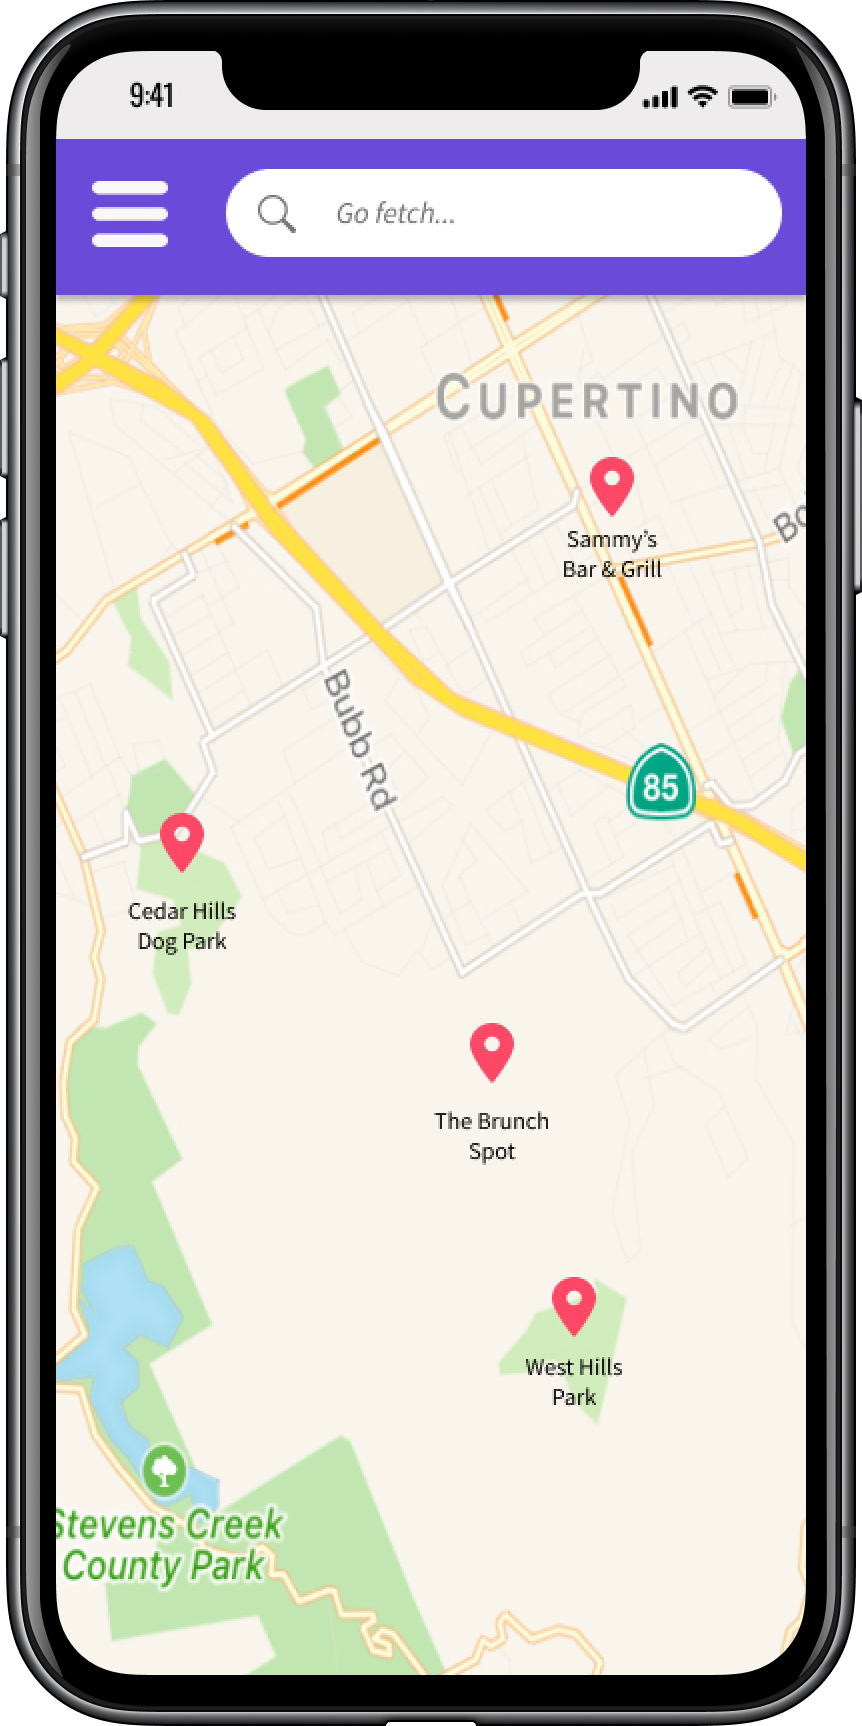 9:41
Go fetch...
CUPERTINO
Sammy's
Bar & Grill
Bubb Rd
85
Cedar Hills
Dog Park
The Brunch
Spot
West Hills
Park
Stevens Creek
County Park